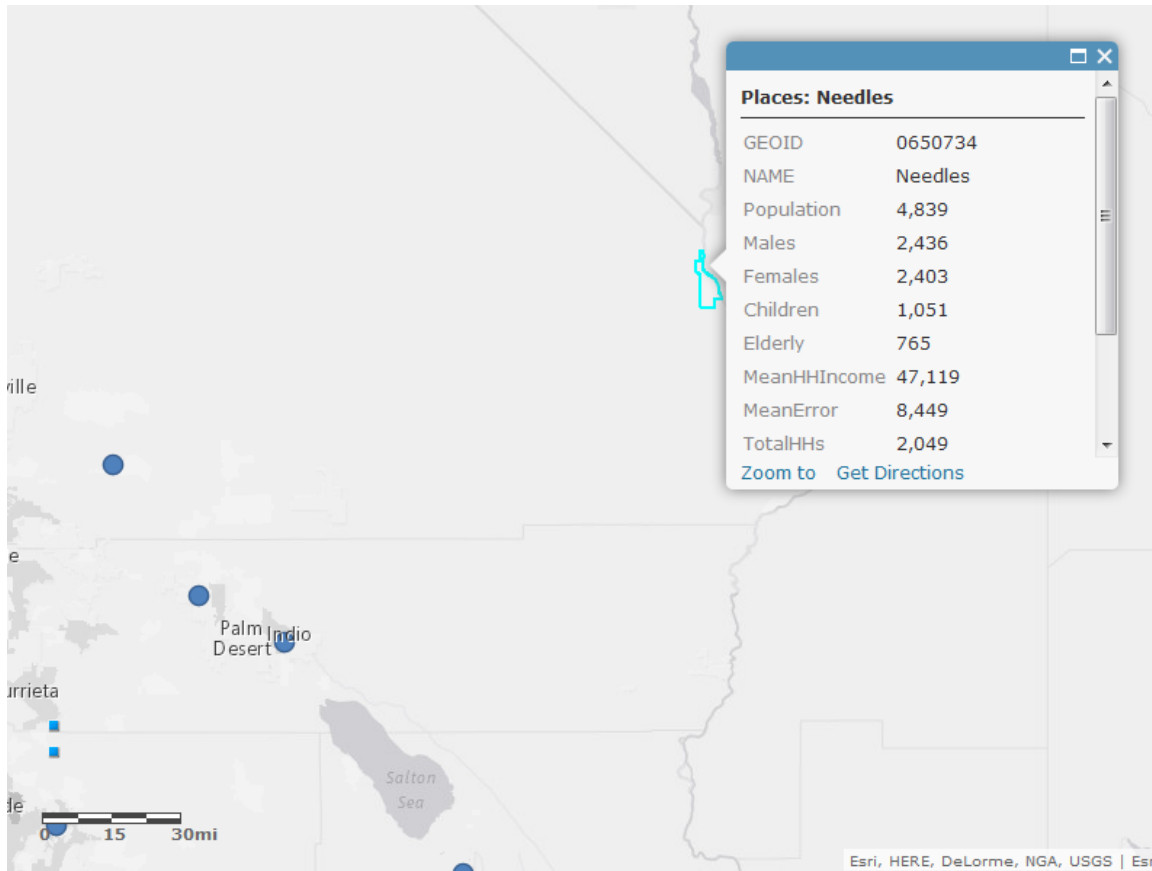 Places: Needles
GEOID 0650734
NAME Needles
Population 4,839
Males 2,436
Females 2,403
Children 1,051
Elderly 765
MeanHHIncome 47,119
MeanError 8,449
TotalHHs 2,049
Zoom to Get Directions
ville
e
Palm Indio
Desert
urrieta
Salton
Sea
de
0 15 30mi
Esri, HERE, DeLorme, NGA, USGS | Esr